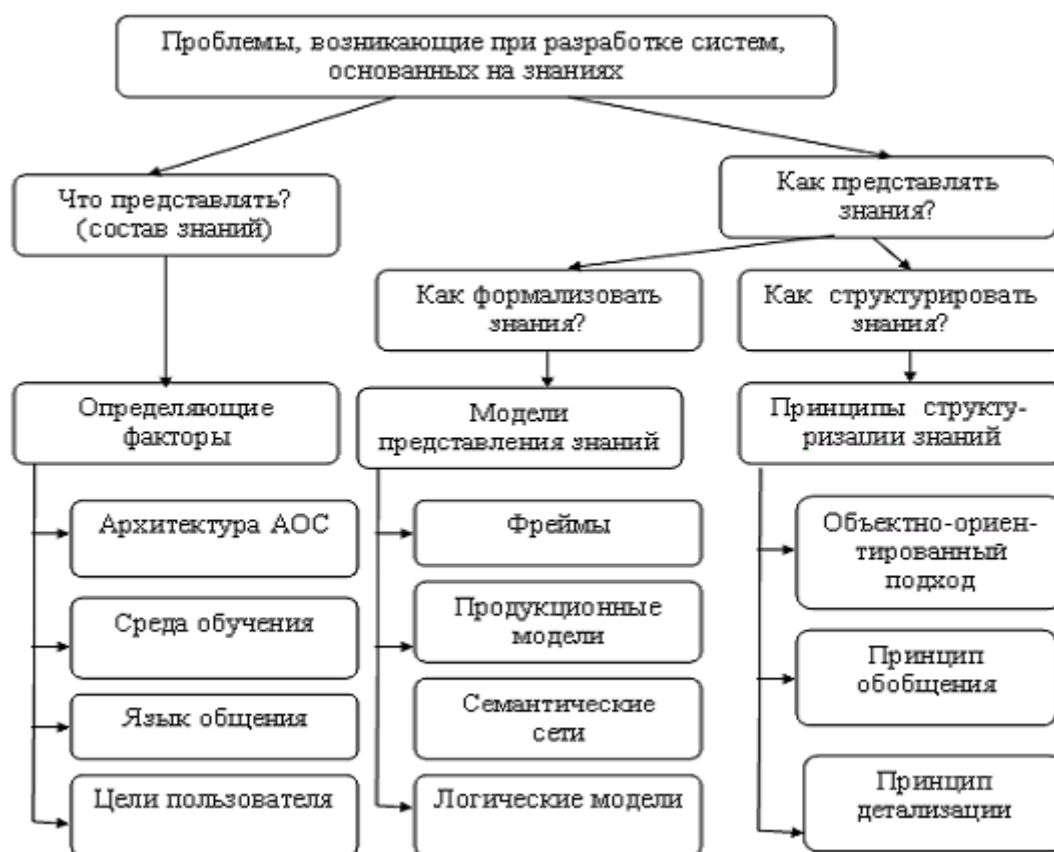 Проблемы, возникающие при разработке систем,
основанных на знаниях
Что представлять?
(состав знаний)
Как представлять
знания?
Как формализовать
знания?
Как структурировать
знания?
Определяющие
факторы
Модели
представления знаний
Принципы структу-
ризации знаний
Архитектура АОС
Среда обучения
Язык общения
Цели пользователя
Фреймы
Продукционные
модели
Семантические
сети
Логические модели
Объектно-ориен-
тированный
подход
Принцип
обобщения
Принцип
детализации